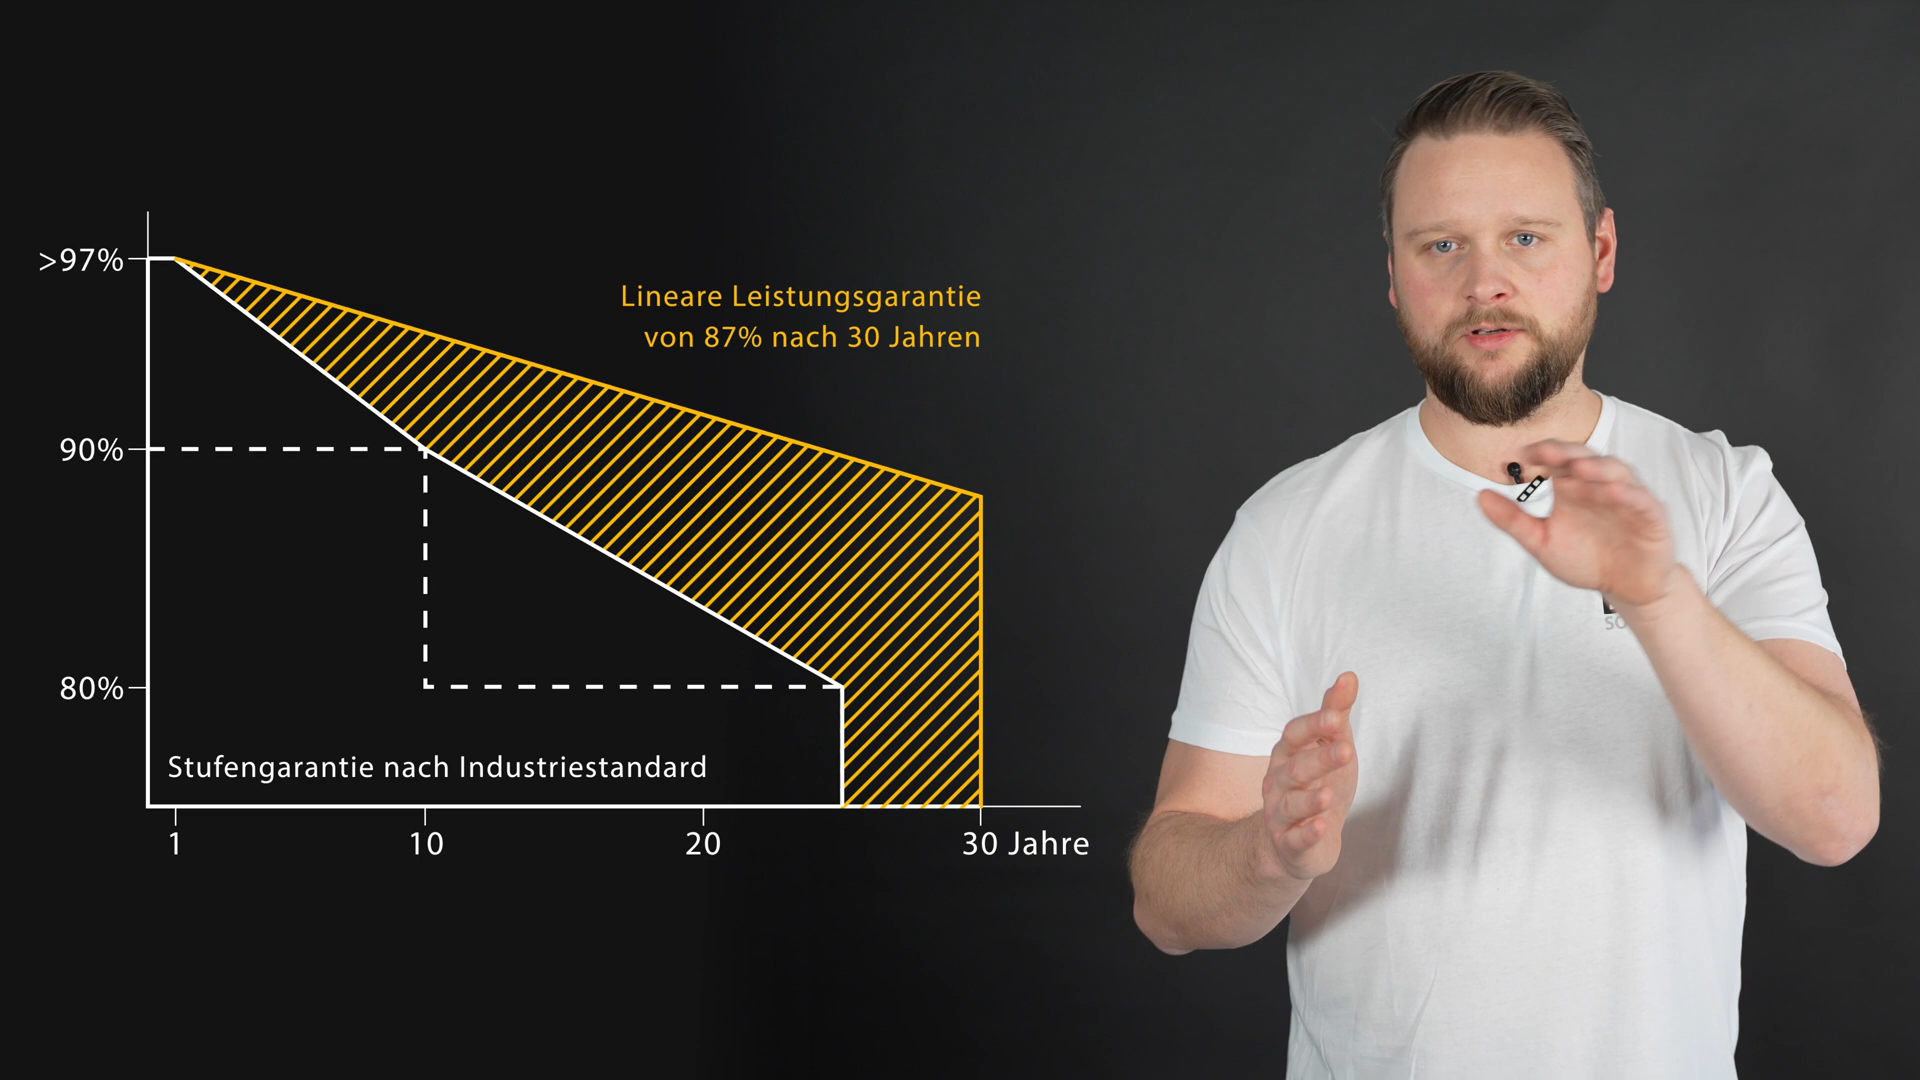 >97%
Lineare Leistungsgarantie
von 87% nach 30 Jahren
90%
80%
Stufengarantie nach Industriestandard
1
10
20
30 Jahre